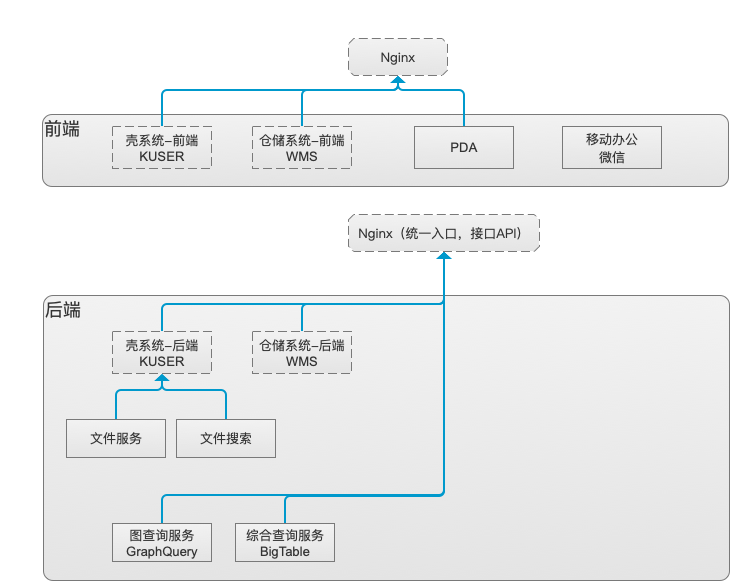 Nginx
前端
壳系统–前端
KUSER
仓储系统–前端
WMS
PDA
移动办公
微信
Nginx（统一入口，接口API）
后端
壳系统–后端
KUSER
仓储系统–后端
WMS
文件服务
文件搜索
图查询服务
GraphQuery
综合查询服务
BigTable